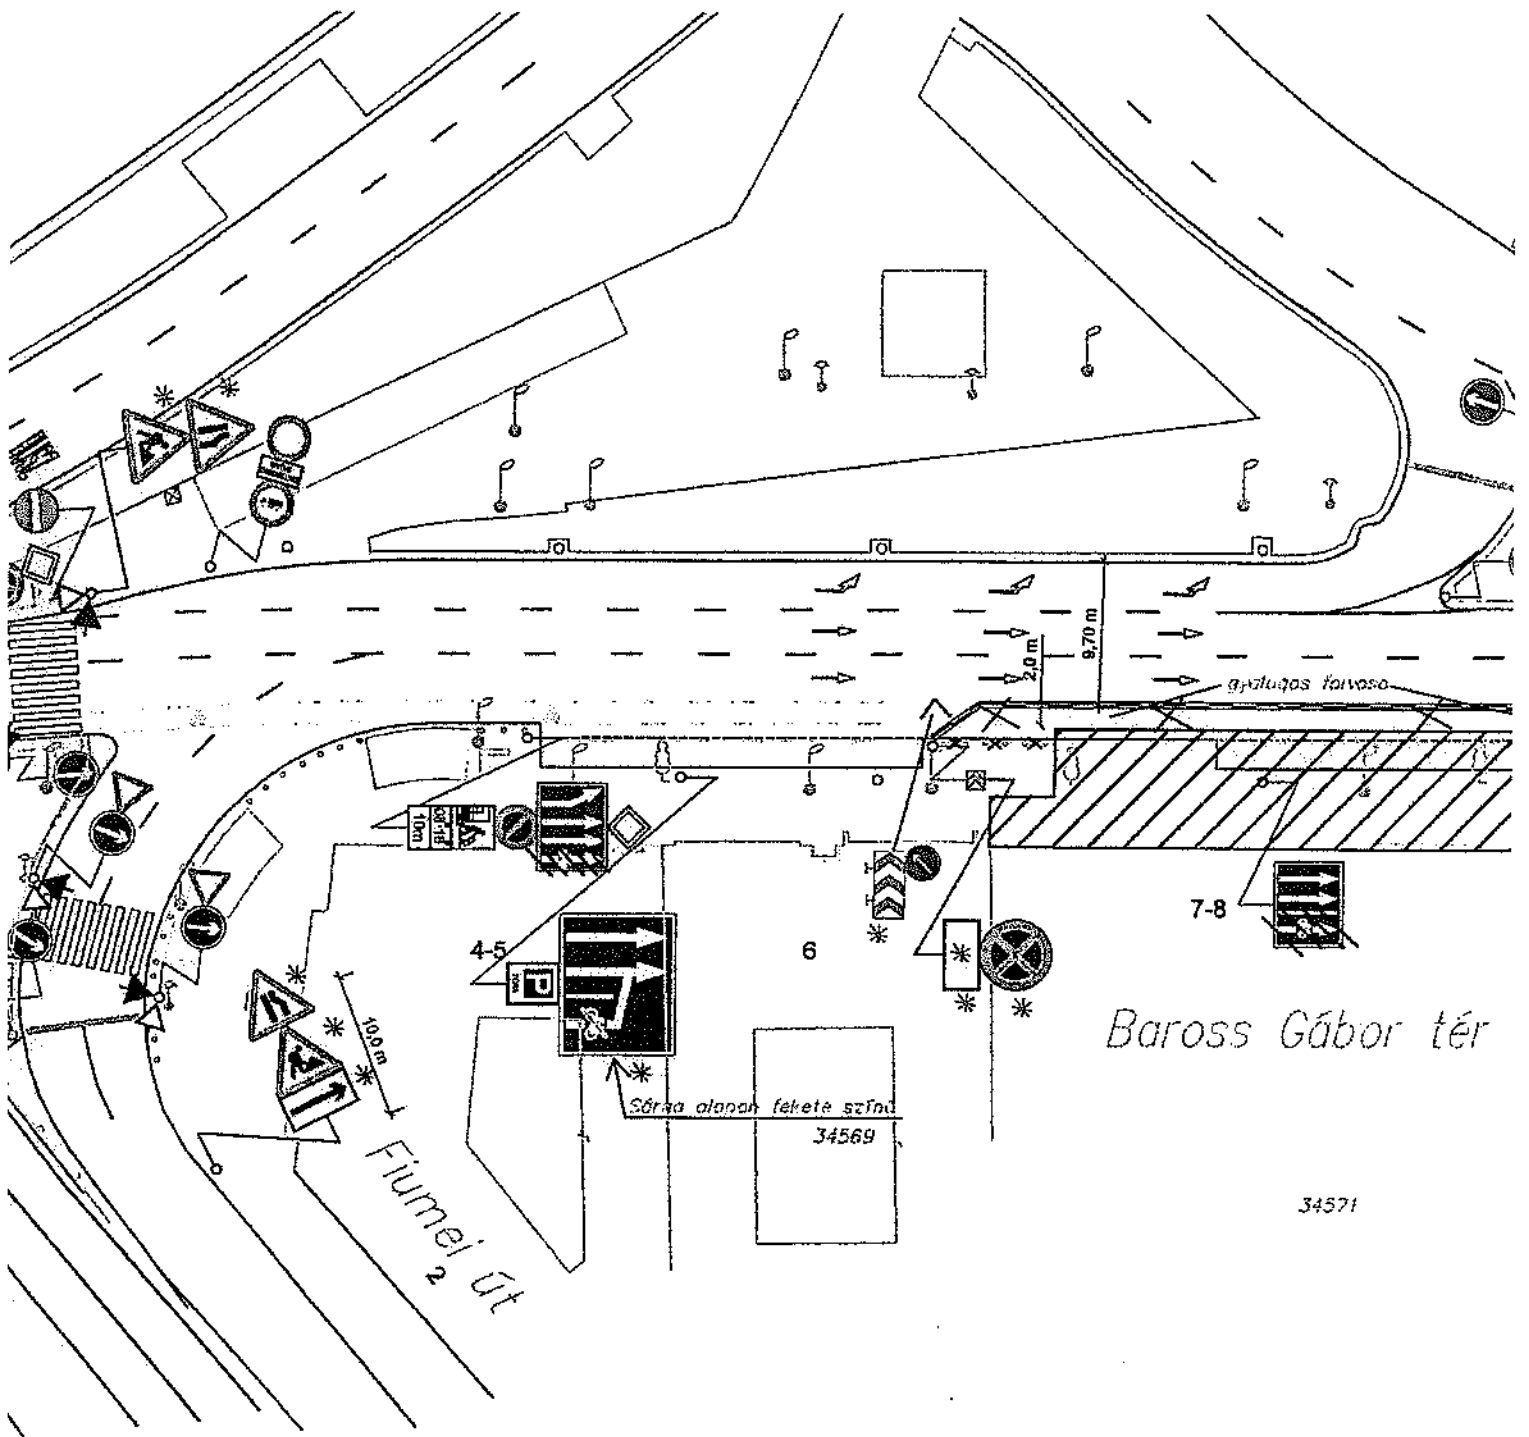 9,70 m
2,0 m
gyalogos forvosa
10m
4-5
6
7-8
P
Baross Gábor tér
10,0 m
Sárga alapon fekete színű
34569
Fiumei út
2
34571